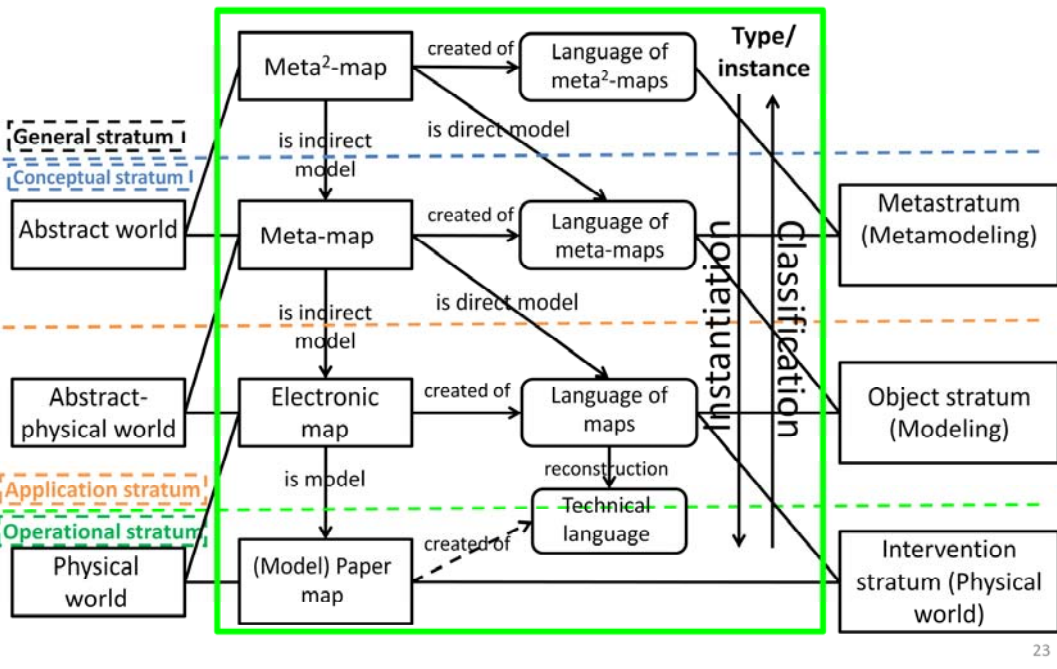 Meta²-map
created of
Language of
meta²-maps
Type/
instance
General stratum
is indirect
model
is direct model
Conceptual stratum
Abstract world
Meta-map
created of
Language of
meta-maps
Metastratum
(Metamodeling)
Instantiation
Classification
is indirect
model
is direct model
Abstract-
physical world
Electronic
map
created of
Language of
maps
Object stratum
(Modeling)
Application stratum
is model
reconstruction
Operational stratum
Technical
language
created of
Physical
world
(Model) Paper
map
Intervention
stratum (Physical
world)
23